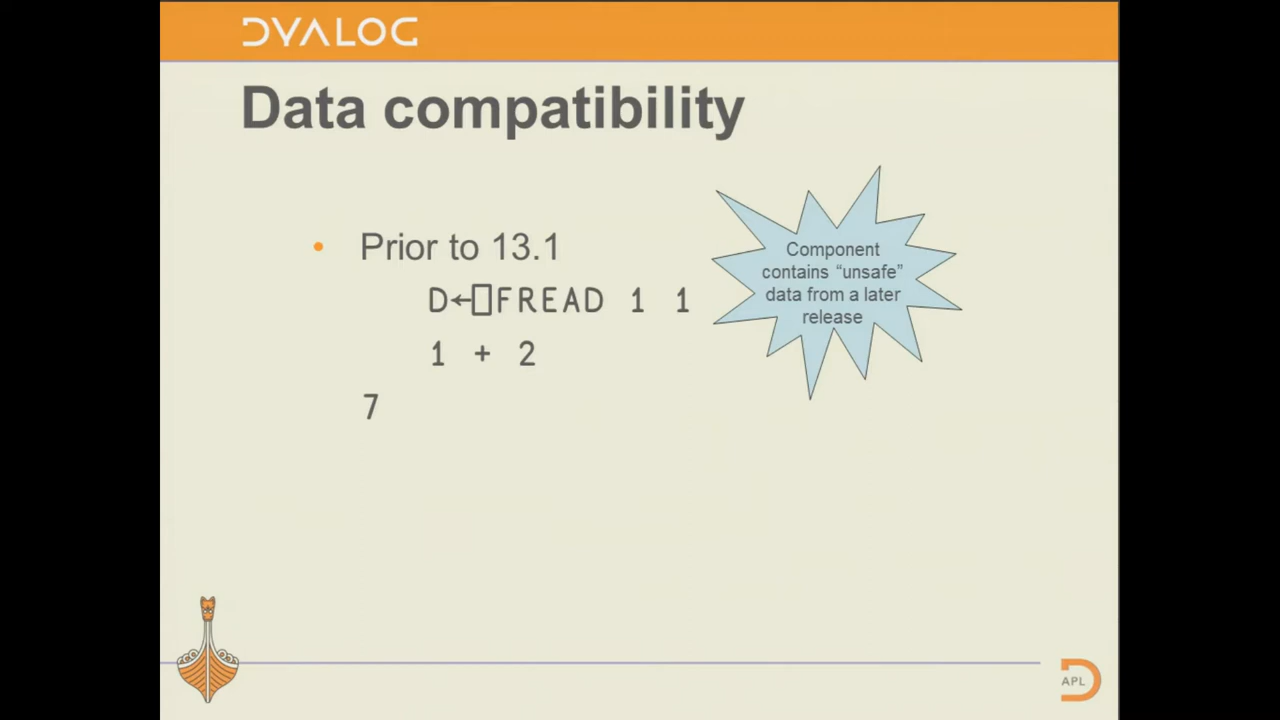 DYALOG
Data compatibility
• Prior to 13.1
D←⎕FREAD 1 1
1 + 2
7
Component
contains “unsafe”
data from a later
release
APL